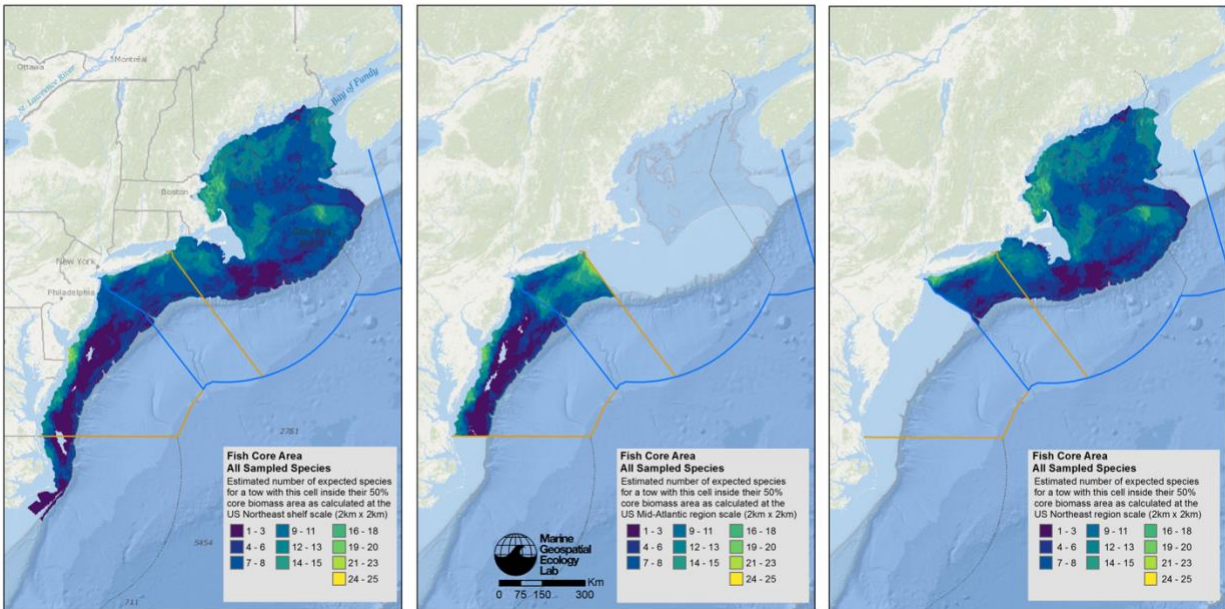 Ottawa
Montréal
St. Lawrence River
Bay of Fundy
Boston
New York
Philadelphia
2781
5454
711
Fish Core Area
All Sampled Species
Estimated number of expected species
for a tow with this cell inside their 50%
core biomass area as calculated at the
US Northeast shelf scale (2km x 2km)
1 - 3 9 - 11 16 - 18
4 - 6 12 - 13 19 - 20
7 - 8 14 - 15 21 - 23
24 - 25
Marine
Geospatial
Ecology
Lab
Km
0 75 150 300
Fish Core Area
All Sampled Species
Estimated number of expected species
for a tow with this cell inside their 50%
core biomass area as calculated at the
US Mid-Atlantic region scale (2km x 2km)
1 - 3 9 - 11 16 - 18
4 - 6 12 - 13 19 - 20
7 - 8 14 - 15 21 - 23
24 - 25
Fish Core Area
All Sampled Species
Estimated number of expected species
for a tow with this cell inside their 50%
core biomass area as calculated at the
US Northeast region scale (2km x 2km)
1 - 3 9 - 11 16 - 18
4 - 6 12 - 13 19 - 20
7 - 8 14 - 15 21 - 23
24 - 25